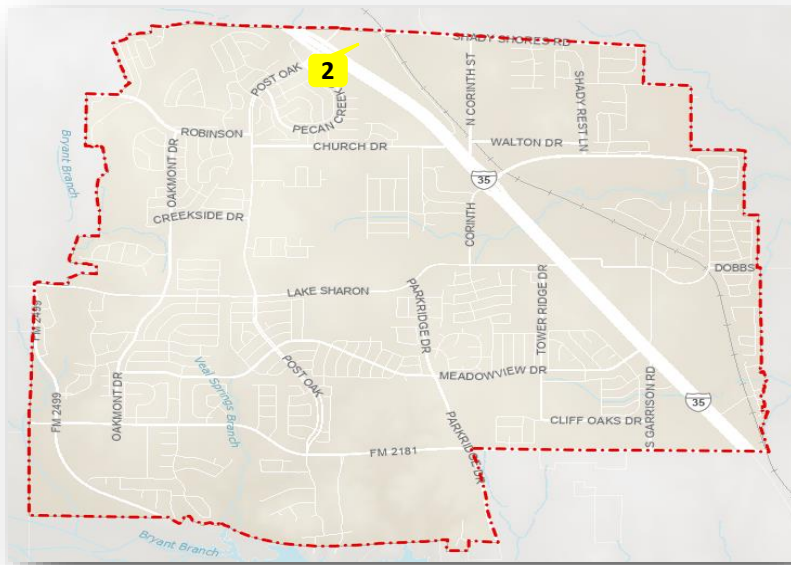 SHADY SHORES RD
2
POST OAK
N CORINTH ST
SHADY REST LN
PECAN CREEK
ROBINSON
CHURCH DR
WALTON DR
Bryant Branch
OAKMONT DR
35
CREEKSIDE DR
CORINTH
DOBBS
LAKE SHARON
PARKRIDGE DR
TOWER RIDGE DR
FM 2499
POST OAK
MEADOWVIEW DR
Veal Springs Branch
OAKMONT DR
S GARRISON RD
35
FM 2499
CLIFF OAKS DR
PARKRIDGE DR
FM 2181
Bryant Branch